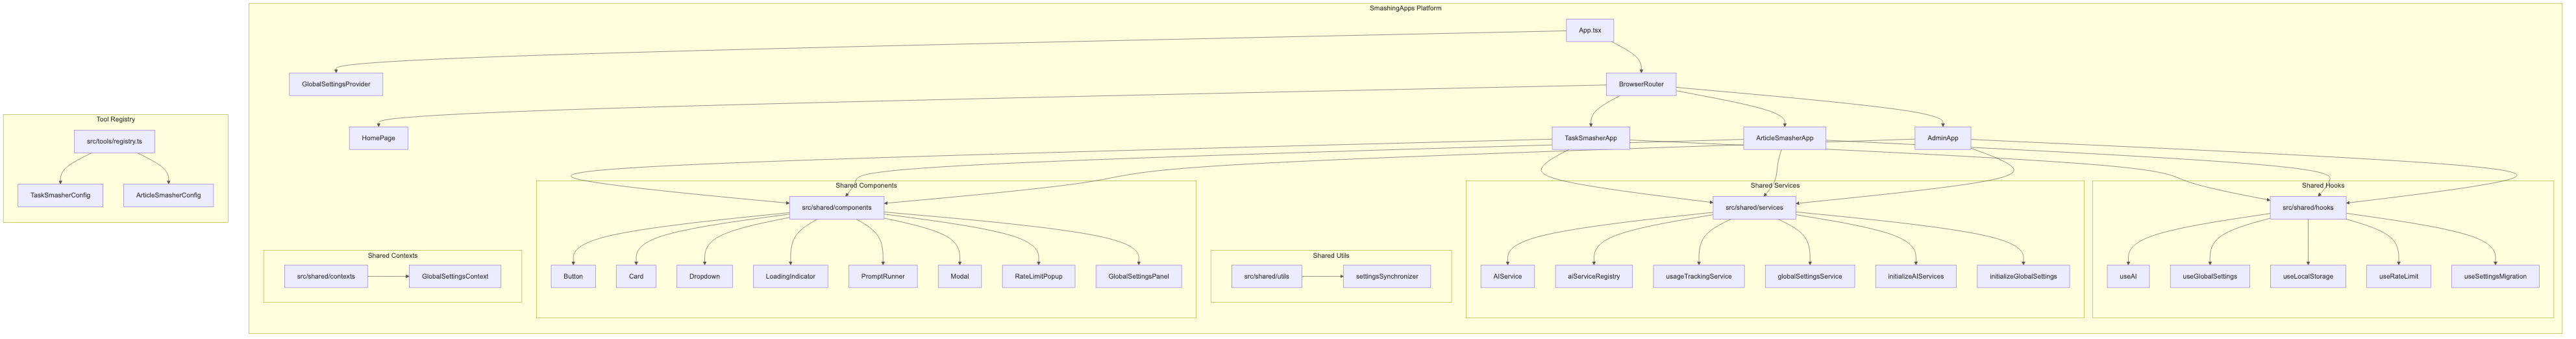 SmashingApps Platform
App.tsx
GlobalSettingsProvider
BrowserRouter
Tool Registry
src/tools/registry.ts
HomePage
TaskSmasherApp
ArticleSmasherApp
AdminApp
TaskSmasherConfig
ArticleSmasherConfig
Shared Components
src/shared/components
Shared Services
src/shared/services
Shared Hooks
src/shared/hooks
Shared Contexts
src/shared/contexts
GlobalSettingsContext
Button
Card
Dropdown
LoadingIndicator
PromptRunner
Modal
RateLimitPopup
GlobalSettingsPanel
Shared Utils
src/shared/utils
settingsSynchronizer
AIService
aiServiceRegistry
usageTrackingService
globalSettingsService
initializeAIServices
initializeGlobalSettings
useAI
useGlobalSettings
useLocalStorage
useRateLimit
useSettingsMigration